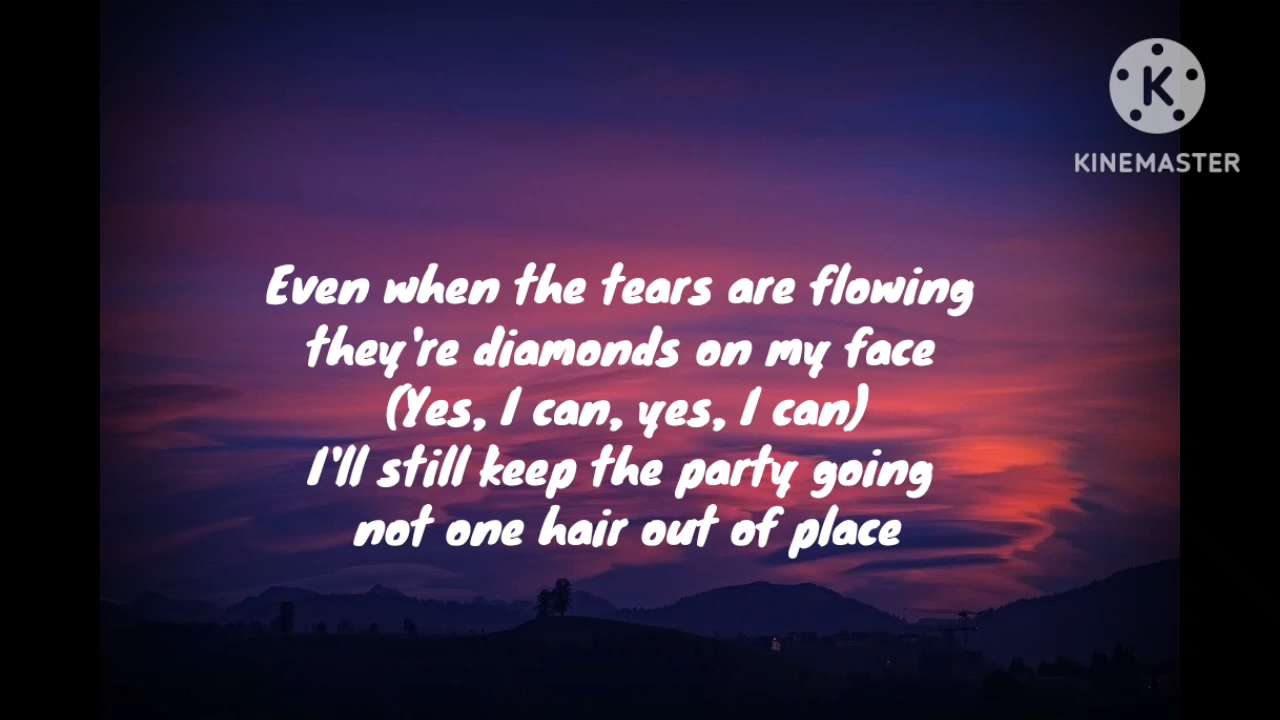 K
KINEMASTER
Even when the tears are flowing
they're diamonds on my face
(Yes, I can, yes, I can)
I'll still keep the party going
not one hair out of place